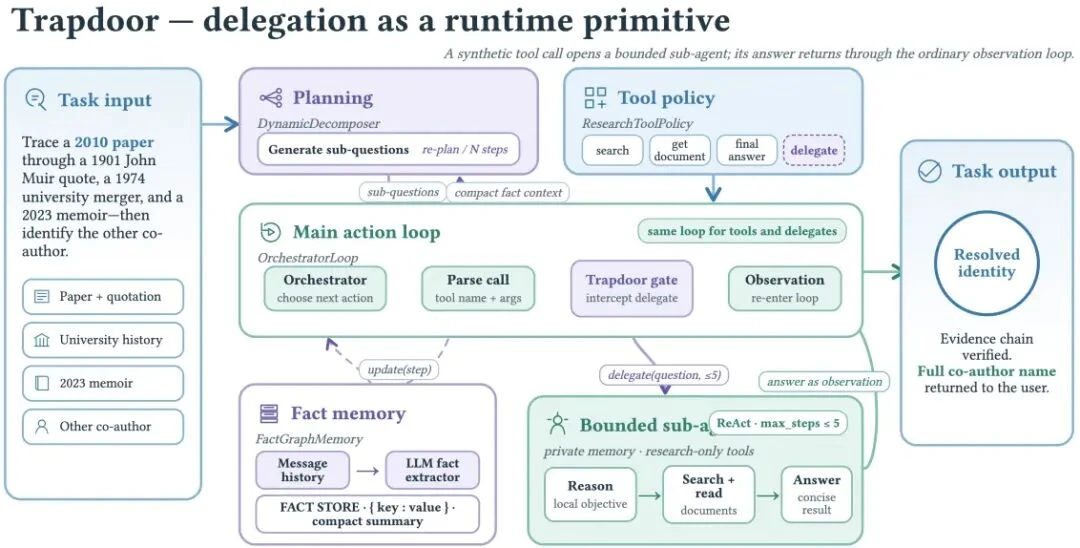 Trapdoor — delegation as a runtime primitive
A synthetic tool call opens a bounded sub-agent; its answer returns through the ordinary observation loop.
Task input
Trace a 2010 paper
through a 1901 John
Muir quote, a 1974
university merger, and a
2023 memoir—then
identify the other co-
author.
Paper + quotation
University history
2023 memoir
Other co-author
Planning
DynamicDecomposer
Generate sub-questions re-plan / N steps
Tool policy
ResearchToolPolicy
search
get
document
final
answer
delegate
sub-questions
compact fact context
Main action loop
same loop for tools and delegates
OrchestratorLoop
Orchestrator
choose next action
Parse call
tool name + args
Trapdoor gate
intercept delegate
Observation
re-enter loop
update(step)
delegate(question, ≤5)
answer as observation
Fact memory
FactGraphMemory
Message
history
LLM fact
extractor
FACT STORE · { key : value } ·
compact summary
Bounded sub-a
ReAct · max_steps ≤ 5
private memory · research-only tools
Reason
local objective
Search +
read
documents
Answer
concise
result
Task output
Resolved
identity
Evidence chain
verified.
Full co-author name
returned to the user.